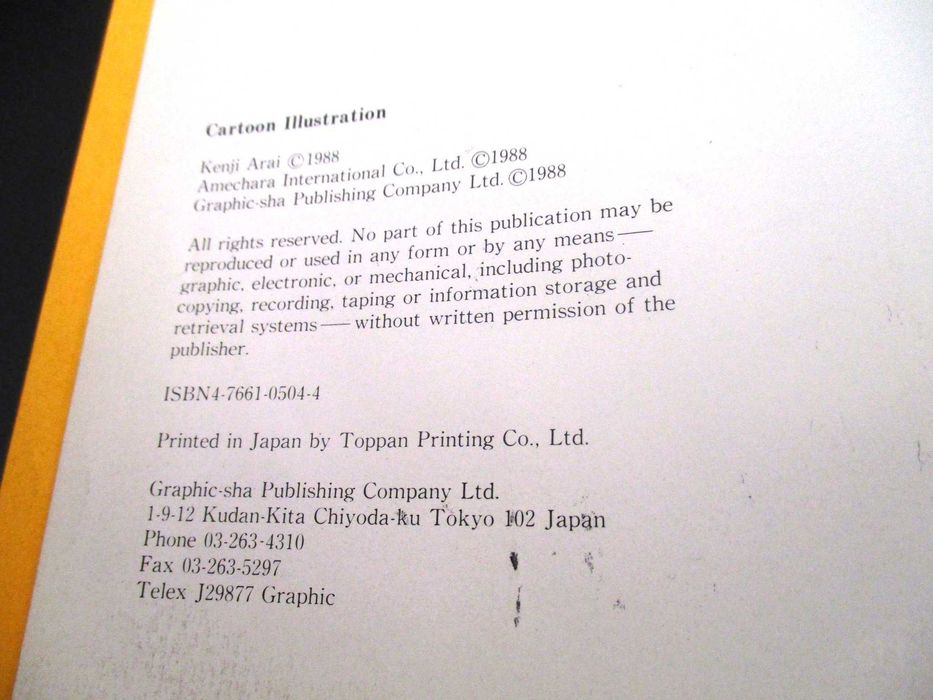 Cartoon Illustration
Kenji Arai ©1988
Amechara International Co., Ltd. ©1988
Graphic-sha Publishing Company Ltd. ©1988
All rights reserved. No part of this publication may be
reproduced or used in any form or by any means——
graphic, electronic, or mechanical, including photo-
copying, recording, taping or information storage and
retrieval systems——without written permission of the
publisher.
ISBN4-7661-0504-4
Printed in Japan by Toppan Printing Co., Ltd.
Graphic-sha Publishing Company Ltd.
1-9-12 Kudan-Kita Chiyoda-ku Tokyo 102 Japan
Phone 03-263-4310
Fax 03-263-5297
Telex J29877 Graphic